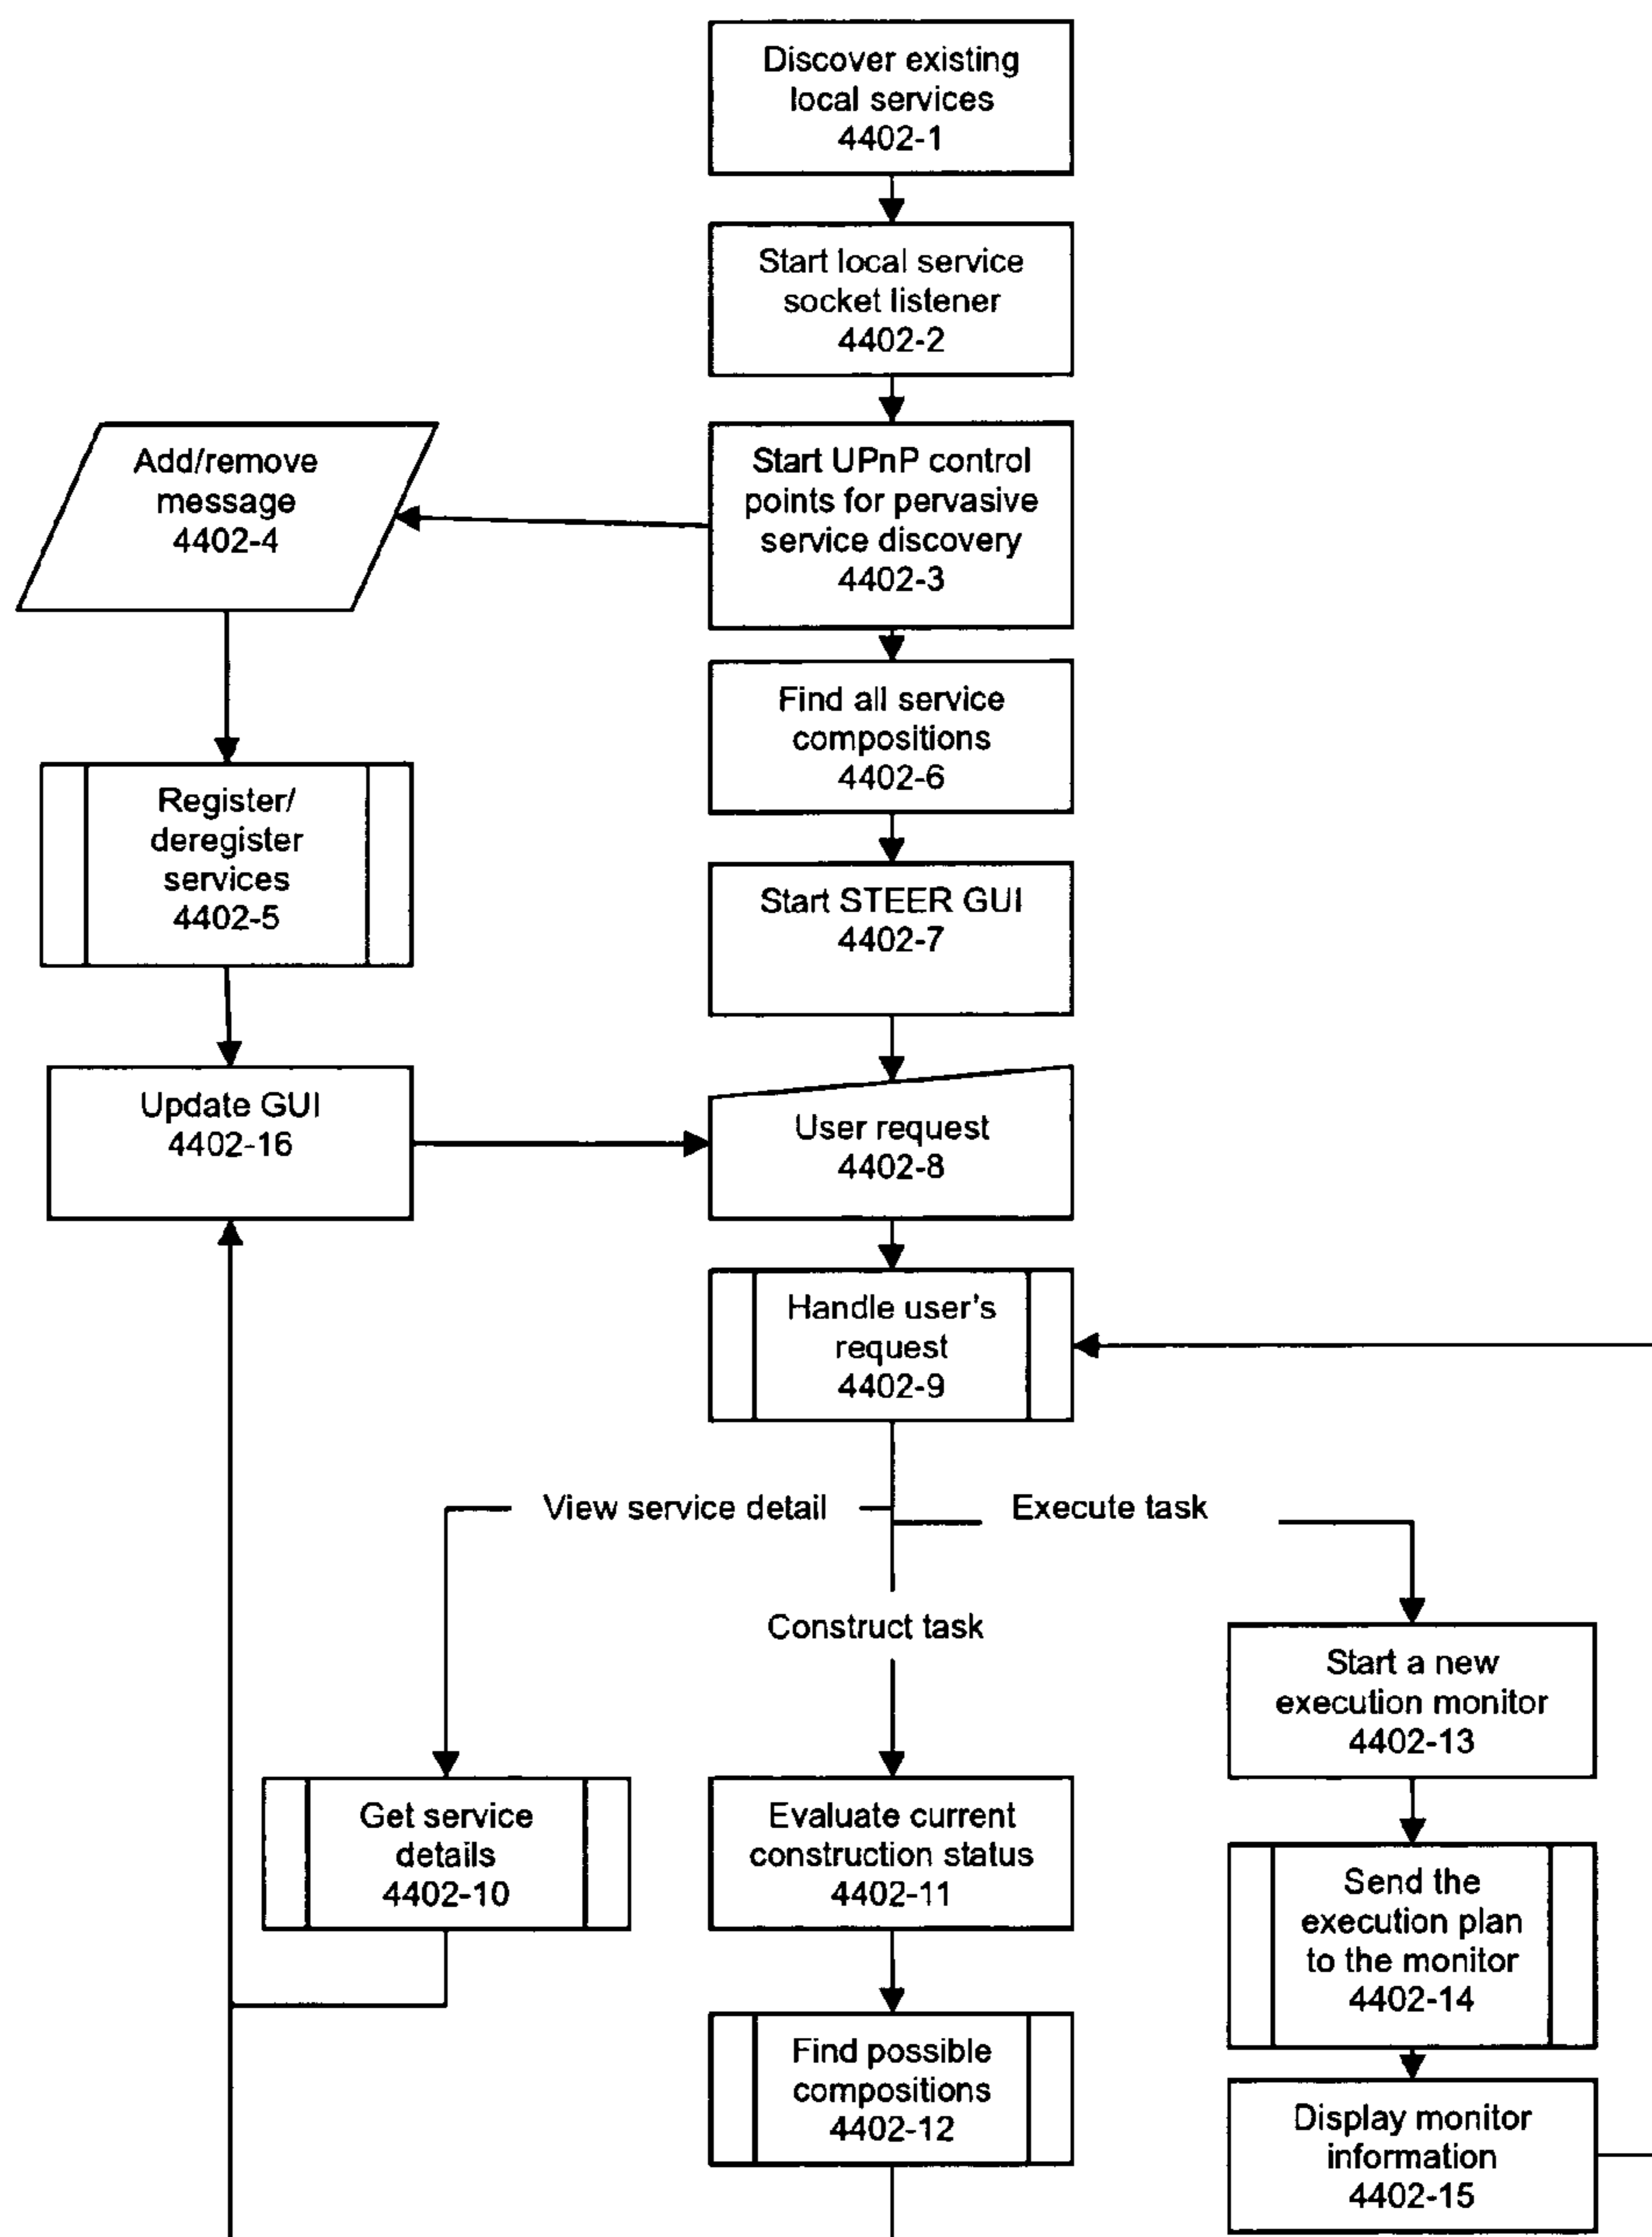 Discover existing
local services
4402-1
Start local service
socket listener
4402-2
Add/remove
message
4402-4
Start UPnP control
points for pervasive
service discovery
4402-3
Find all service
compositions
4402-6
Register/
deregister
services
4402-5
Start STEER GUI
4402-7
Update GUI
4402-16
User request
4402-8
Handle user's
request
4402-9
View service detail
Execute task
Construct task
Start a new
execution monitor
4402-13
Get service
details
4402-10
Evaluate current
construction status
4402-11
Send the
execution plan
to the monitor
4402-14
Find possible
compositions
4402-12
Display monitor
information
4402-15